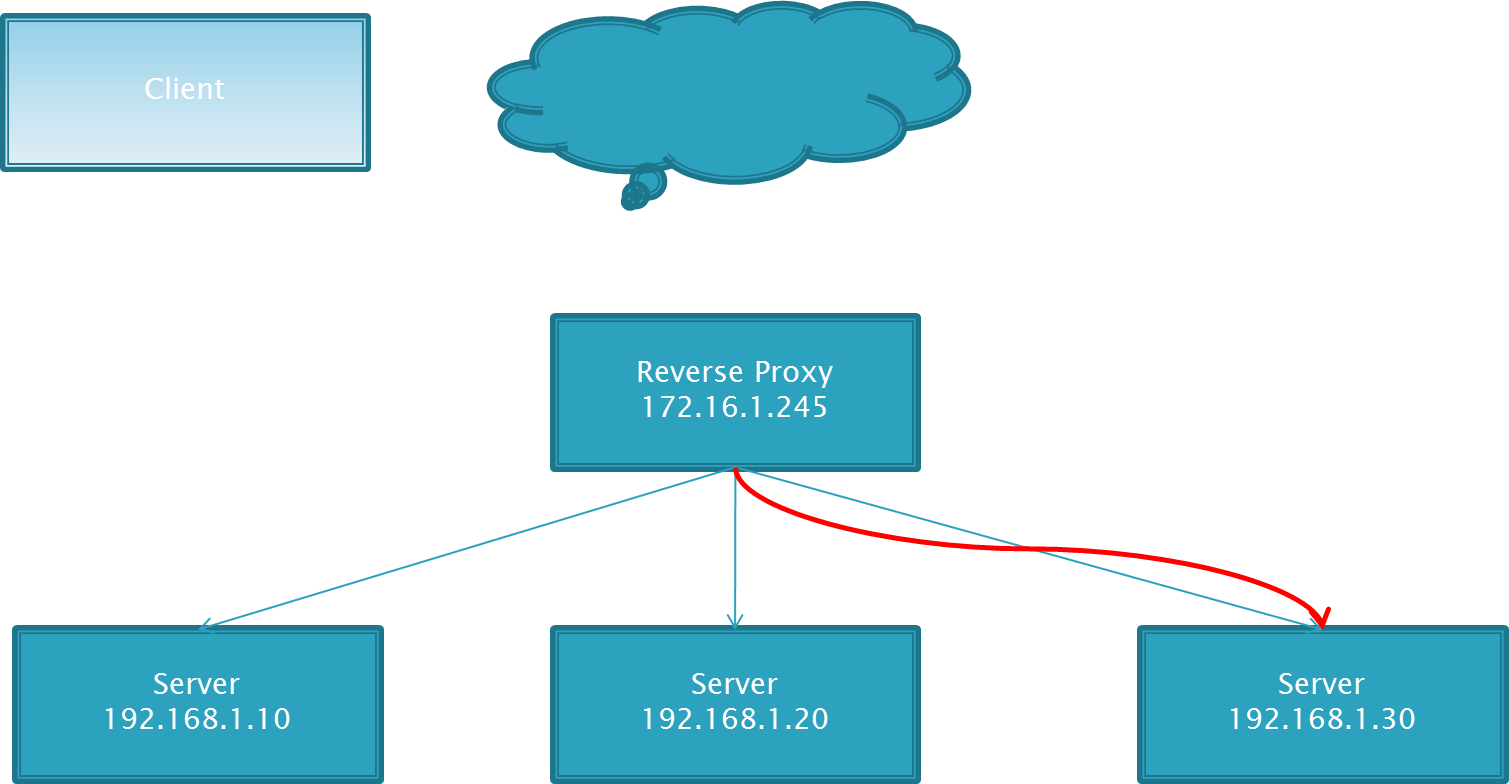 Client
Reverse Proxy
172.16.1.245
Server
192.168.1.10
Server
192.168.1.20
Server
192.168.1.30